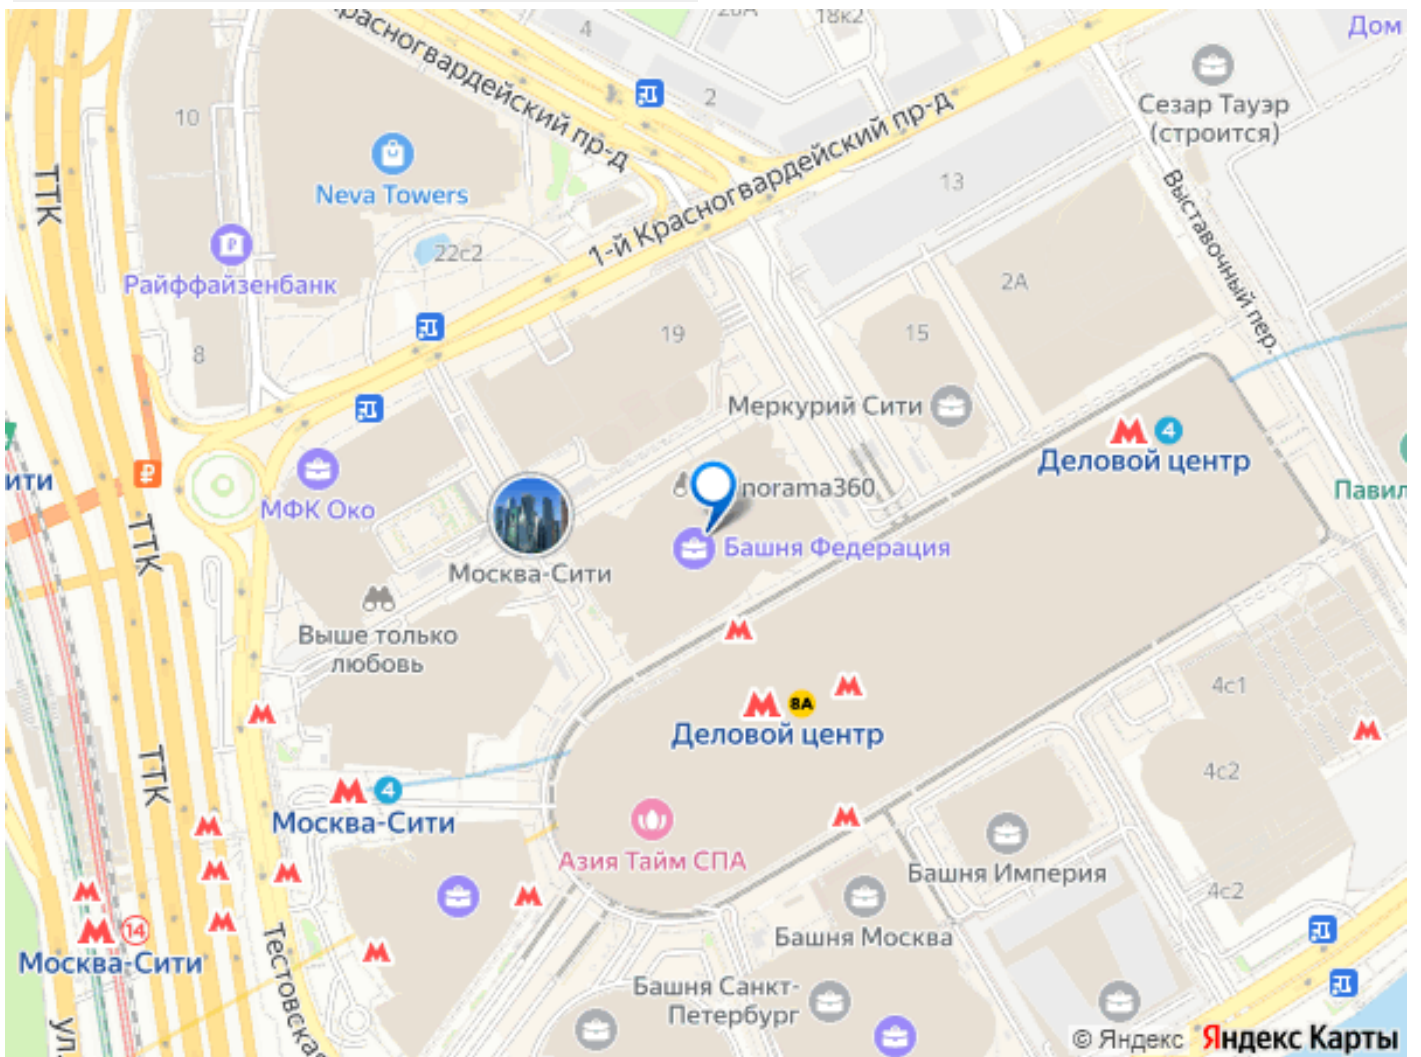 28А
18к2
Дом
4
Красногвардейский пр-д
2
Сезар Тауэр
(строится)
10
1-й Красногвардейский пр-д
ТТК
Neva Towers
13
Выставочный пер.
22с2
Райффайзенбанк
2А
19
15
8
Меркурий Сити
4
Деловой центр
ити
₽
МФК Око
norama360
Павил
ТТК
Башня Федерация
Москва-Сити
Выше только
любовь
4с1
8А
Деловой центр
ТТК
4с2
4
Москва-Сити
Азия Тайм СПА
Башня Империя
4с2
14
Москва-Сити
Тестовская
Башня Москва
Башня Санкт-
Петербург
ул.
© Яндекс Яндекс Карты